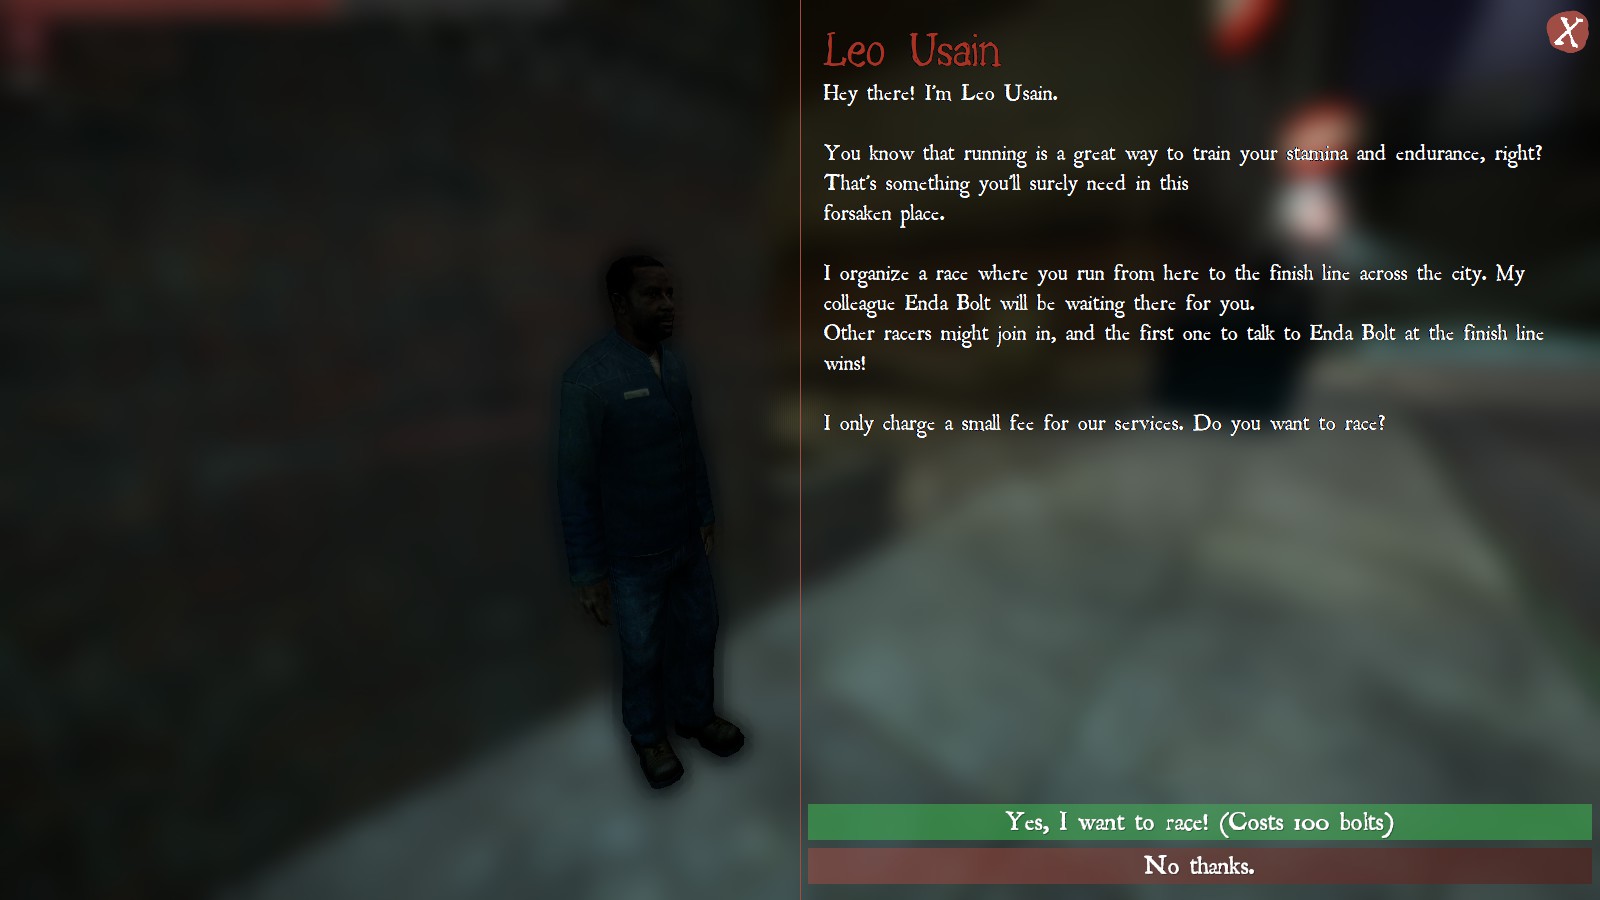 Leo Usain
X
Hey there! I'm Leo Usain.
You know that running is a great way to train your stamina and endurance, right?
That's something you'll surely need in this
forsaken place.
I organize a race where you run from here to the finish line across the city. My
colleague Enda Bolt will be waiting there for you.
Other racers might join in, and the first one to talk to Enda Bolt at the finish line
wins!
I only charge a small fee for our services. Do you want to race?
Yes, I want to race! (Costs 100 bolts)
No thanks.